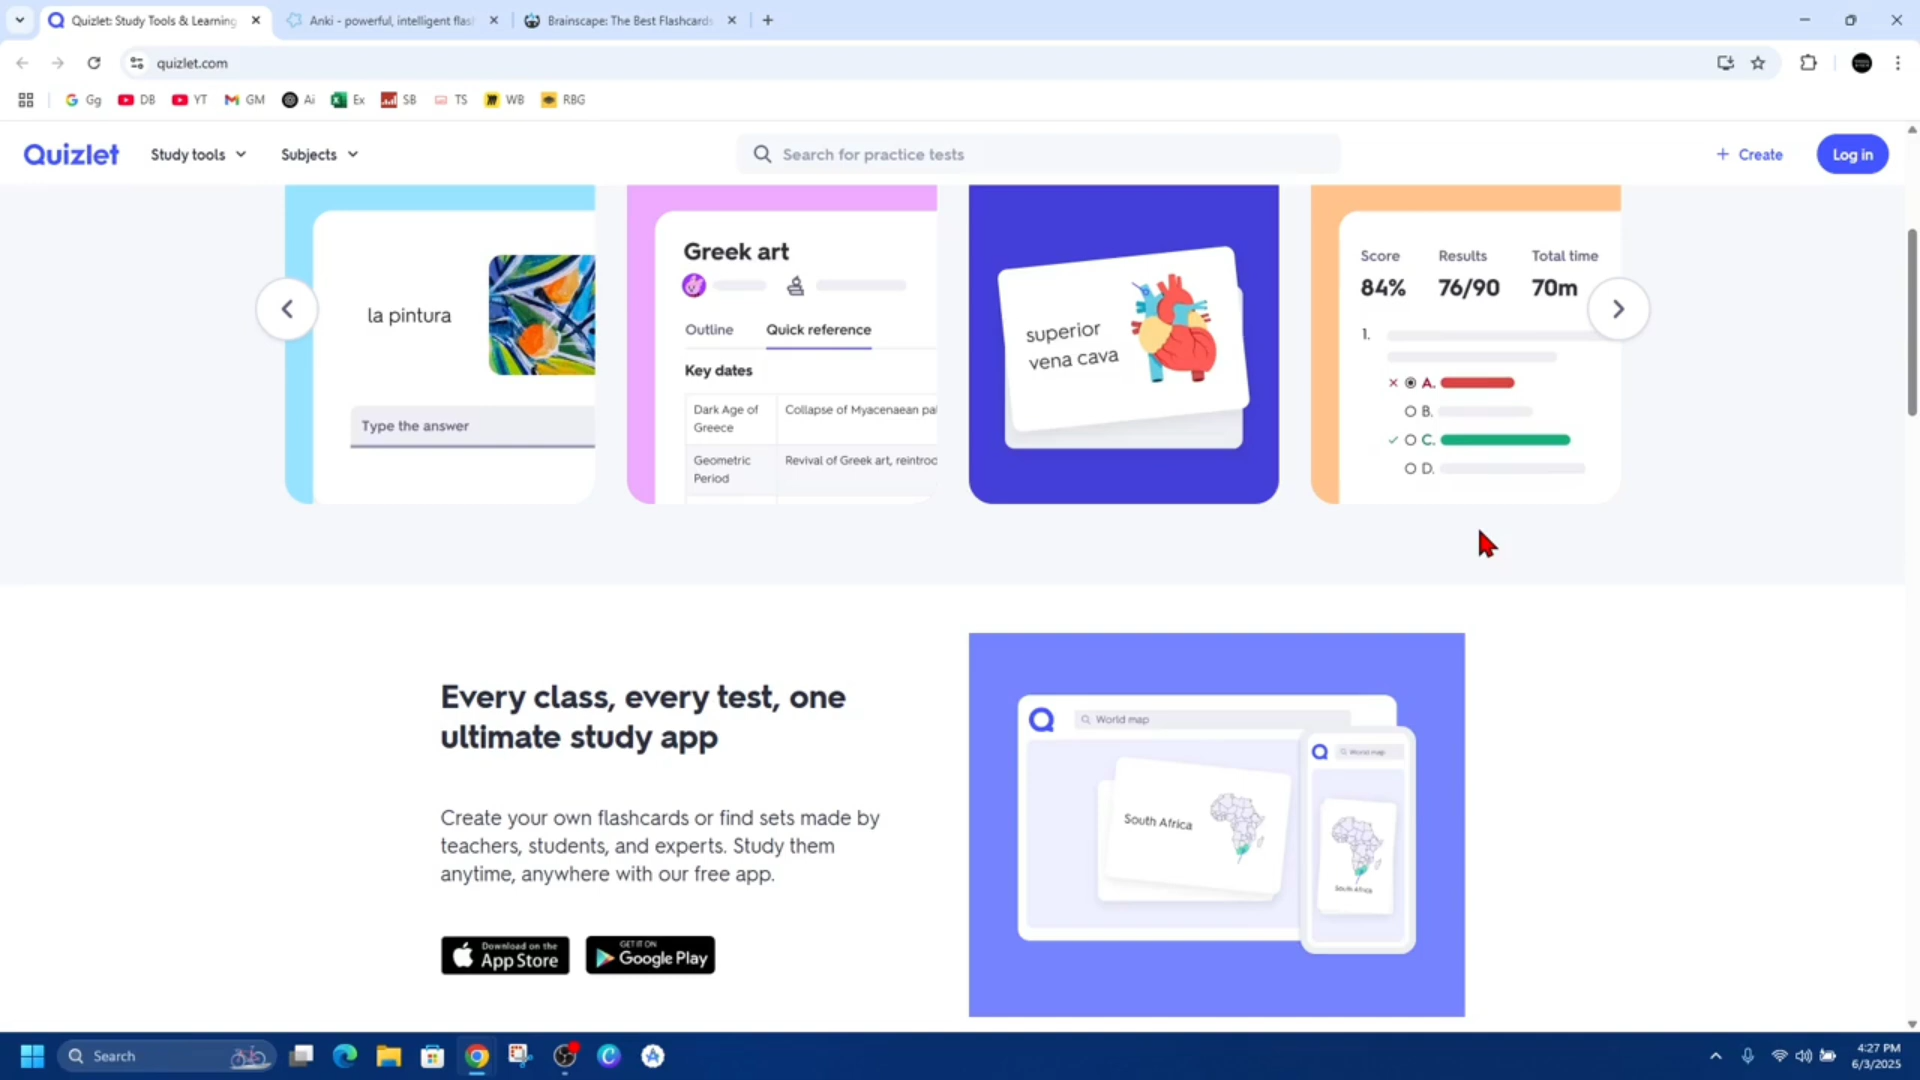 Quizlet: Study Tools & Learning
Anki - powerful, intelligent flas
Brainscape: The Best Flashcards
quizlet.com
Gg
DB
YT
GM
Ai
Ex
SB
TS
WB
RBG
Quizlet
Study tools
Subjects
Search for practice tests
+ Create
Log in
la pintura
Type the answer
Greek art
Outline
Quick reference
Key dates
Dark Age of Greece
Collapse of Myacenaean pal
Geometric Period
Revival of Greek art, reintroc
superior
vena cava
Score
Results
Total time
84%
76/90
70m
1.
A.
B.
C.
D.
Every class, every test, one
ultimate study app
Create your own flashcards or find sets made by
teachers, students, and experts. Study them
anytime, anywhere with our free app.
Download on the
App Store
GET IT ON
Google Play
World map
South Africa
World map
South Africa
Search
4:27 PM
6/3/2025